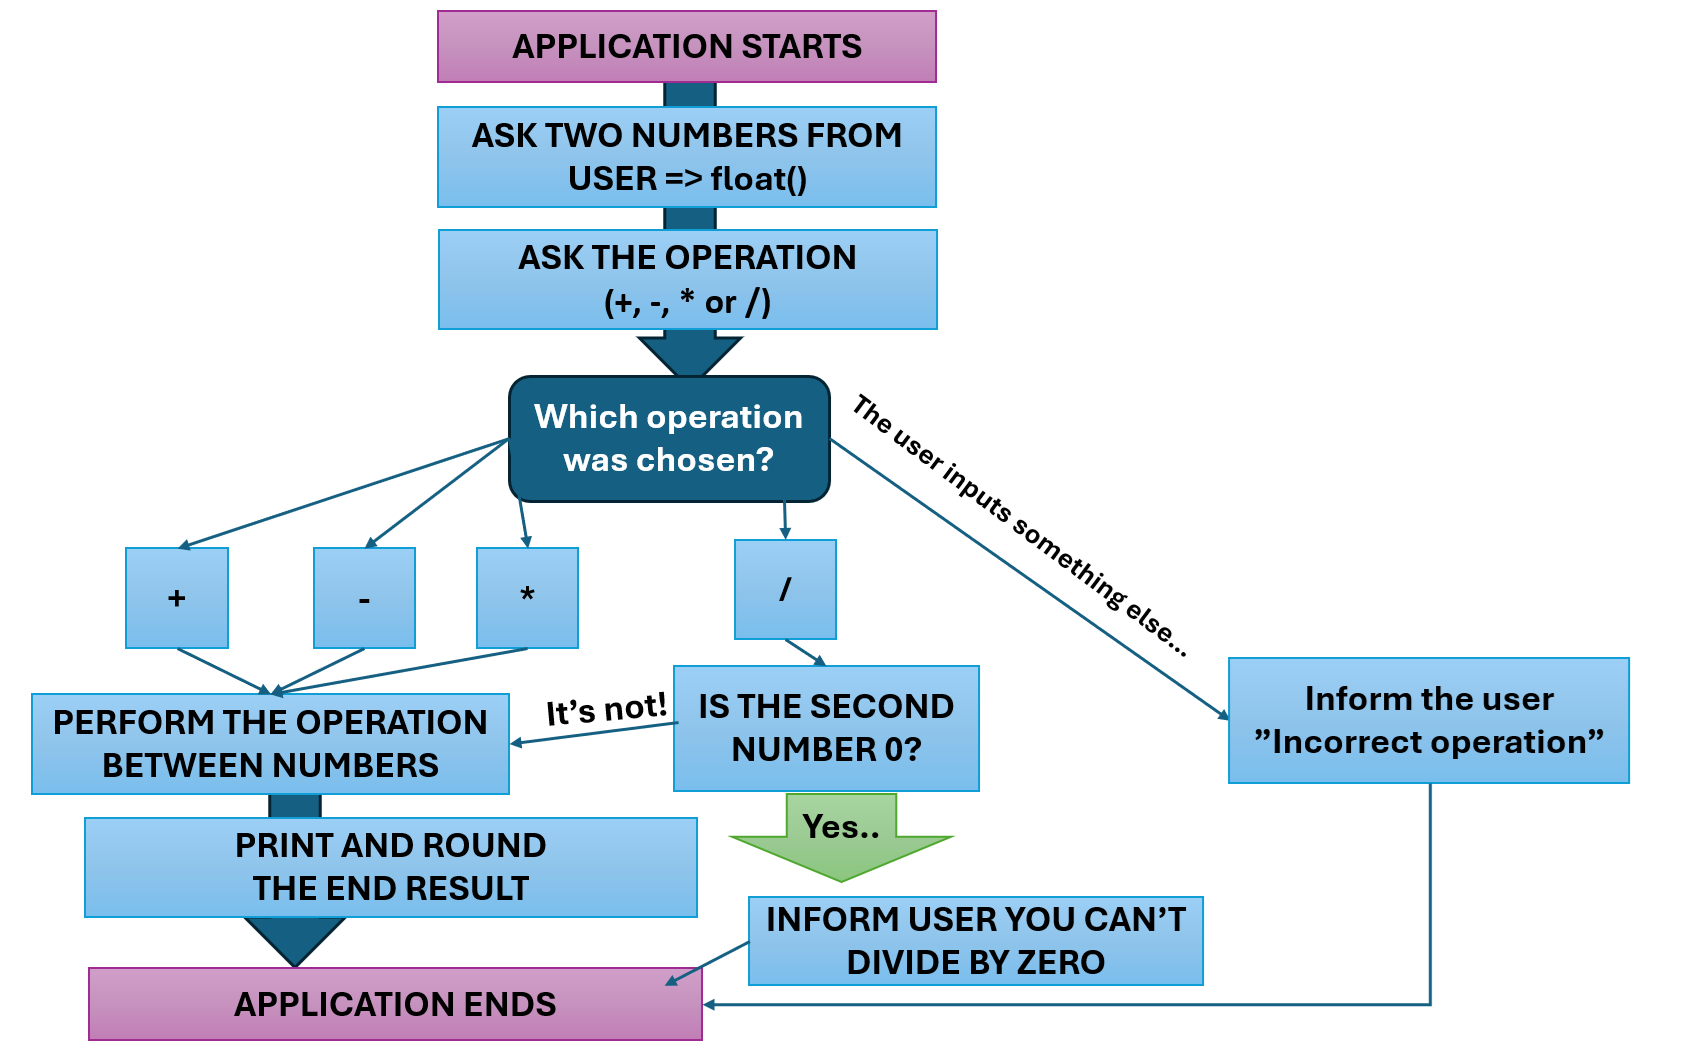 APPLICATION STARTS
ASK TWO NUMBERS FROM
USER => float()
ASK THE OPERATION
(+, -, * or /)
Which operation
was chosen?
The user inputs something else...
+
-
*
/
It’s not!
IS THE SECOND
NUMBER 0?
Inform the user
”Incorrect operation”
PERFORM THE OPERATION
BETWEEN NUMBERS
Yes..
PRINT AND ROUND
THE END RESULT
INFORM USER YOU CAN’T
DIVIDE BY ZERO
APPLICATION ENDS